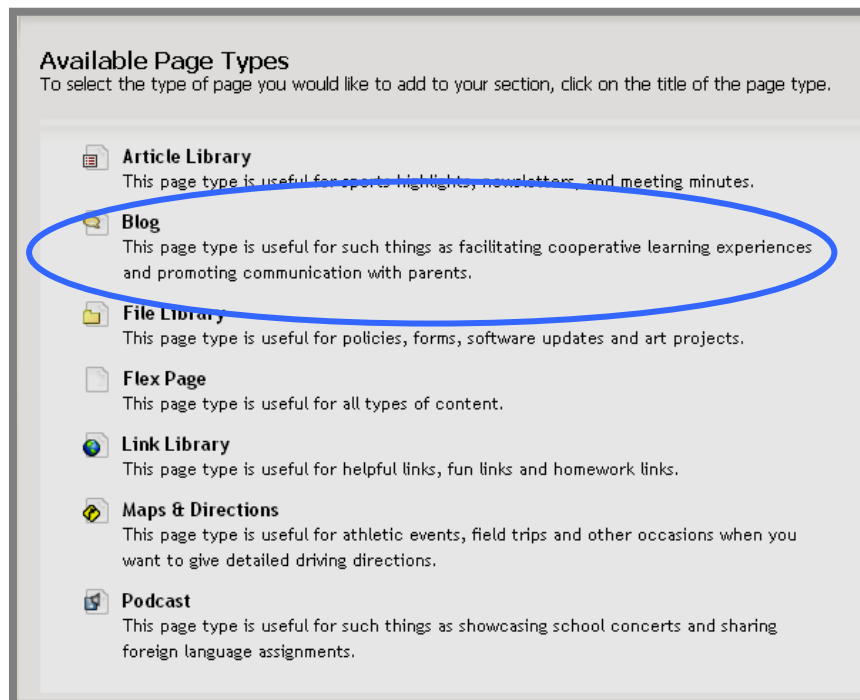 Available Page Types
To select the type of page you would like to add to your section, click on the title of the page type.
Article Library
This page type is useful for sports highlights, newsletters, and meeting minutes.
Blog
This page type is useful for such things as facilitating cooperative learning experiences
and promoting communication with parents.
File Library
This page type is useful for policies, forms, software updates and art projects.
Flex Page
This page type is useful for all types of content.
Link Library
This page type is useful for helpful links, fun links and homework links.
Maps & Directions
This page type is useful for athletic events, field trips and other occasions when you
want to give detailed driving directions.
Podcast
This page type is useful for such things as showcasing school concerts and sharing
foreign language assignments.